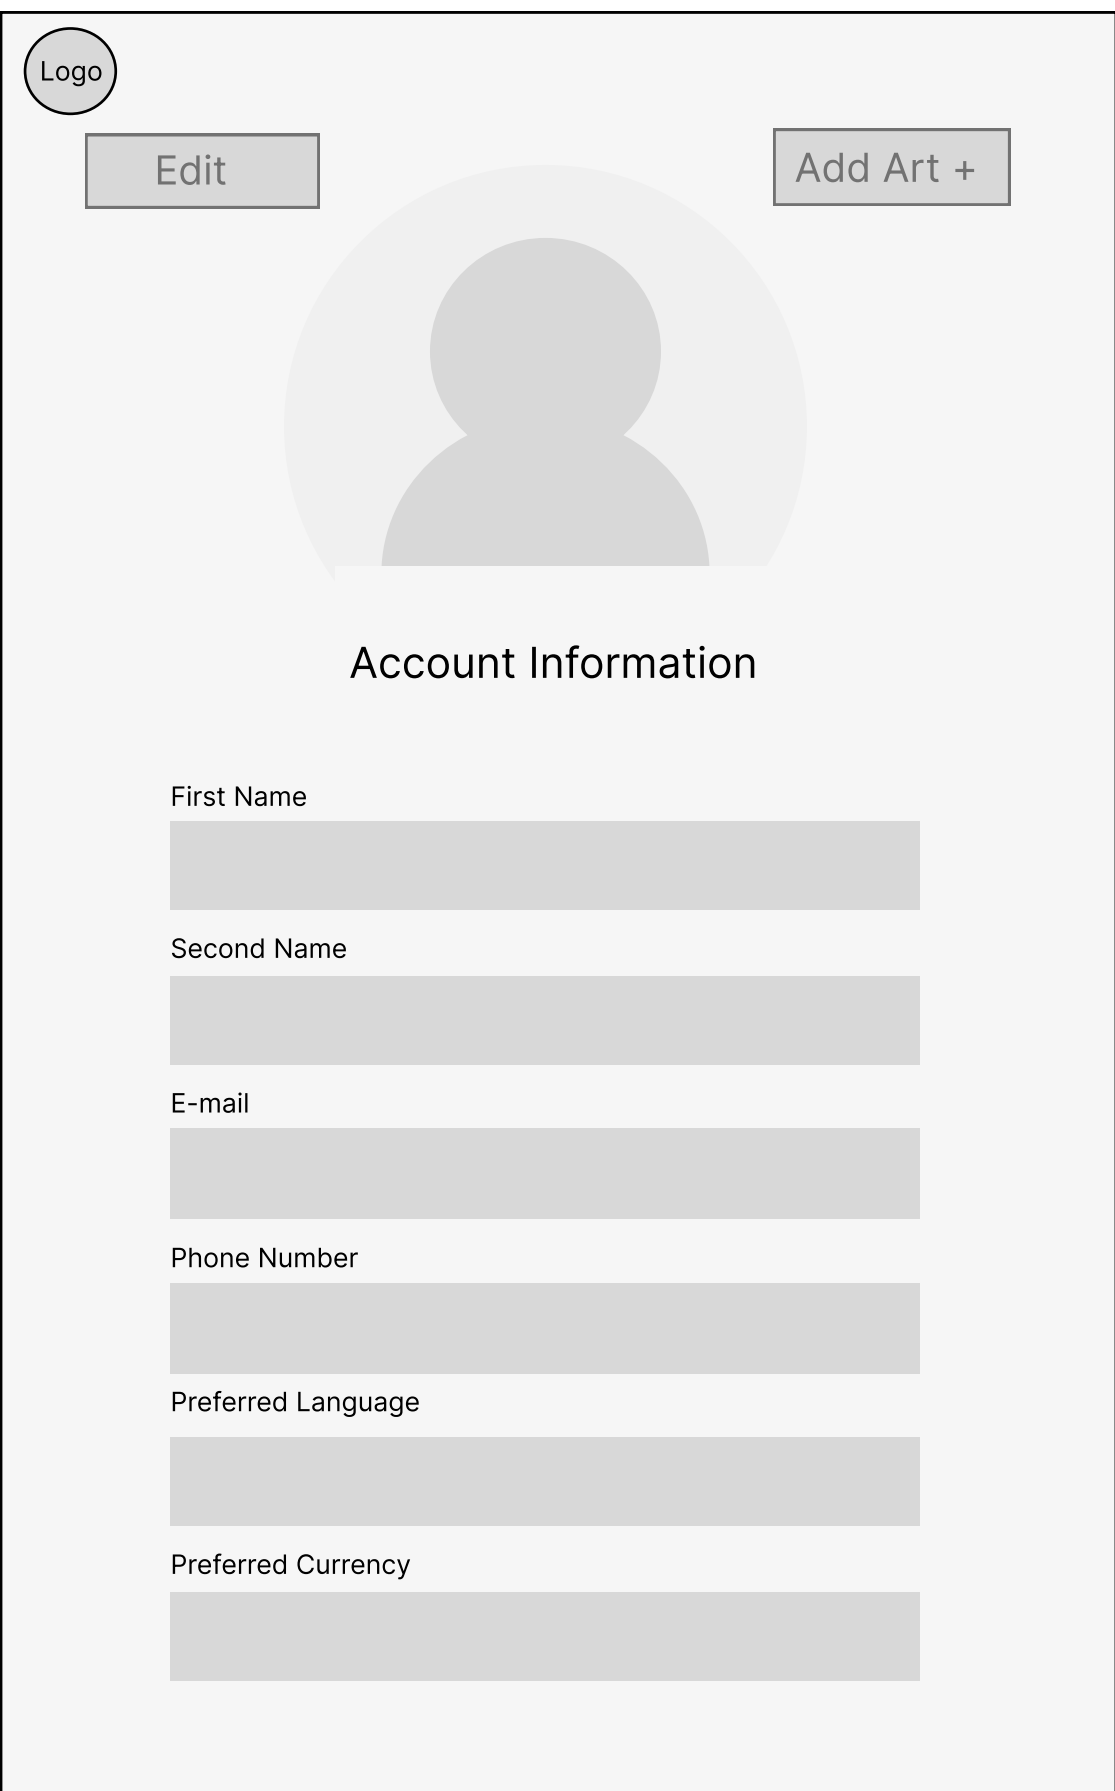 Logo
Edit
Add Art +
Account Information
First Name
Second Name
E-mail
Phone Number
Preferred Language
Preferred Currency